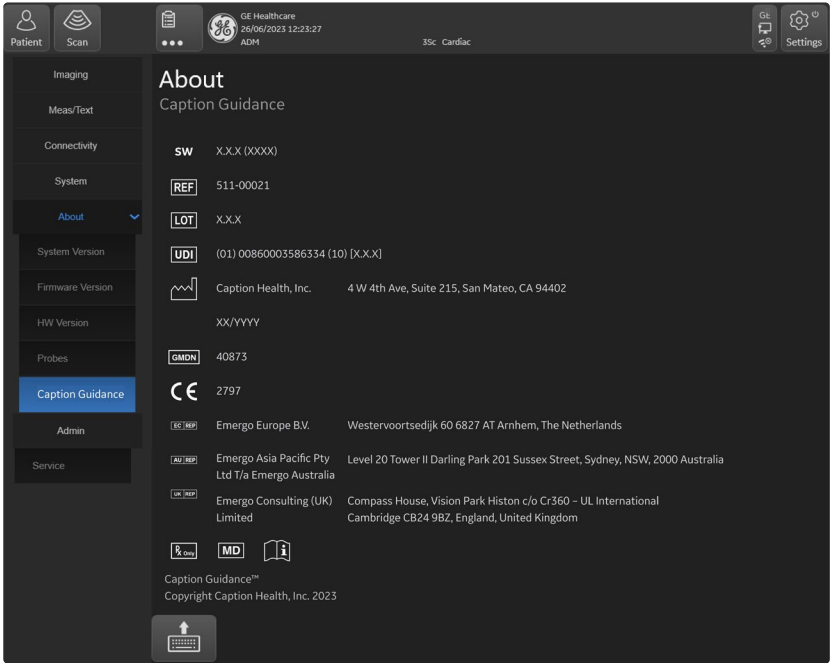 Patient
Scan
GE Healthcare
26/06/2023 12:23:27
ADM
3Sc Cardiac
GE
Settings
Imaging
Meas/Text
Connectivity
System
About
System Version
Firmware Version
HW Version
Probes
Caption Guidance
Admin
Service
About
Caption Guidance
SW X.X.X (XXXX)
REF 511-00021
LOT X.X.X
UDI (01) 00860003586334 (10) [X.X.X]
Caption Health, Inc. 4 W 4th Ave, Suite 215, San Mateo, CA 94402
XX/YYYY
GMDN 40873
CE 2797
EC REP Emergo Europe B.V. Westervoortsedijk 60 6827 AT Arnhem, The Netherlands
AU REP Emergo Asia Pacific Pty Level 20 Tower II Darling Park 201 Sussex Street, Sydney, NSW, 2000 Australia
Ltd T/a Emergo Australia
UK REP Emergo Consulting (UK) Compass House, Vision Park Histon c/o Cr360 – UL International
Limited Cambridge CB24 9BZ, England, United Kingdom
Rx Only MD i
Caption Guidance™
Copyright Caption Health, Inc. 2023